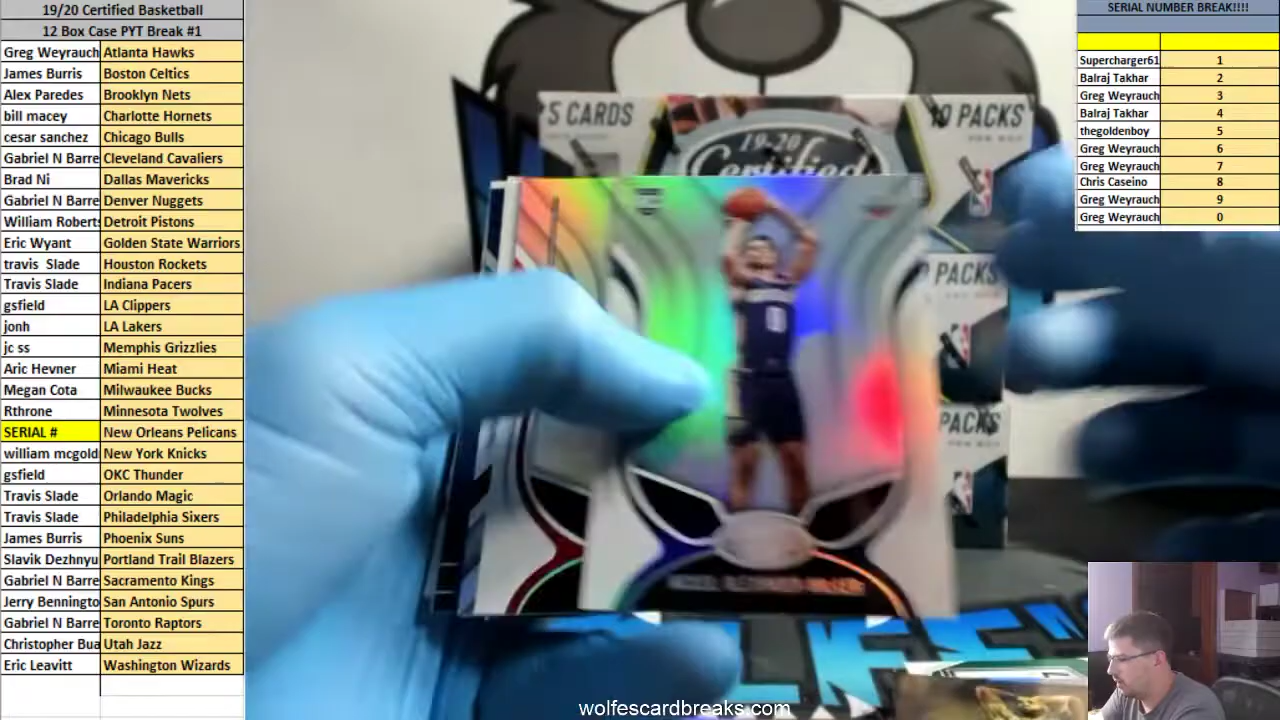 19/20 Certified Basketball
12 Box Case PYT Break #1
Greg Weyrauch Atlanta Hawks
James Burris Boston Celtics
Alex Paredes Brooklyn Nets
bill macey Charlotte Hornets
cesar sanchez Chicago Bulls
Gabriel N Barre Cleveland Cavaliers
Brad Ni Dallas Mavericks
Gabriel N Barre Denver Nuggets
William Roberts Detroit Pistons
Eric Wyant Golden State Warriors
travis Slade Houston Rockets
Travis Slade Indiana Pacers
gsfield LA Clippers
jonh LA Lakers
jc ss Memphis Grizzlies
Aric Hevner Miami Heat
Megan Cota Milwaukee Bucks
Rthrone Minnesota Twolves
SERIAL # New Orleans Pelicans
william mcgold New York Knicks
gsfield OKC Thunder
Travis Slade Orlando Magic
Travis Slade Philadelphia Sixers
James Burris Phoenix Suns
Slavik Dezhnyu Portland Trail Blazers
Gabriel N Barre Sacramento Kings
Jerry Benningto San Antonio Spurs
Gabriel N Barre Toronto Raptors
Christopher Bua Utah Jazz
Eric Leavitt Washington Wizards
5 CARDS
10 PACKS
19-20
Certified
PACKS
PACKS
SERIAL NUMBER BREAK!!!!
Supercharger61 1
Balraj Takhar 2
Greg Weyrauch 3
Balraj Takhar 4
thegoldenboy 5
Greg Weyrauch 6
Greg Weyrauch 7
Chris Caseino 8
Greg Weyrauch 9
Greg Weyrauch 0
wolfescardbreaks.com